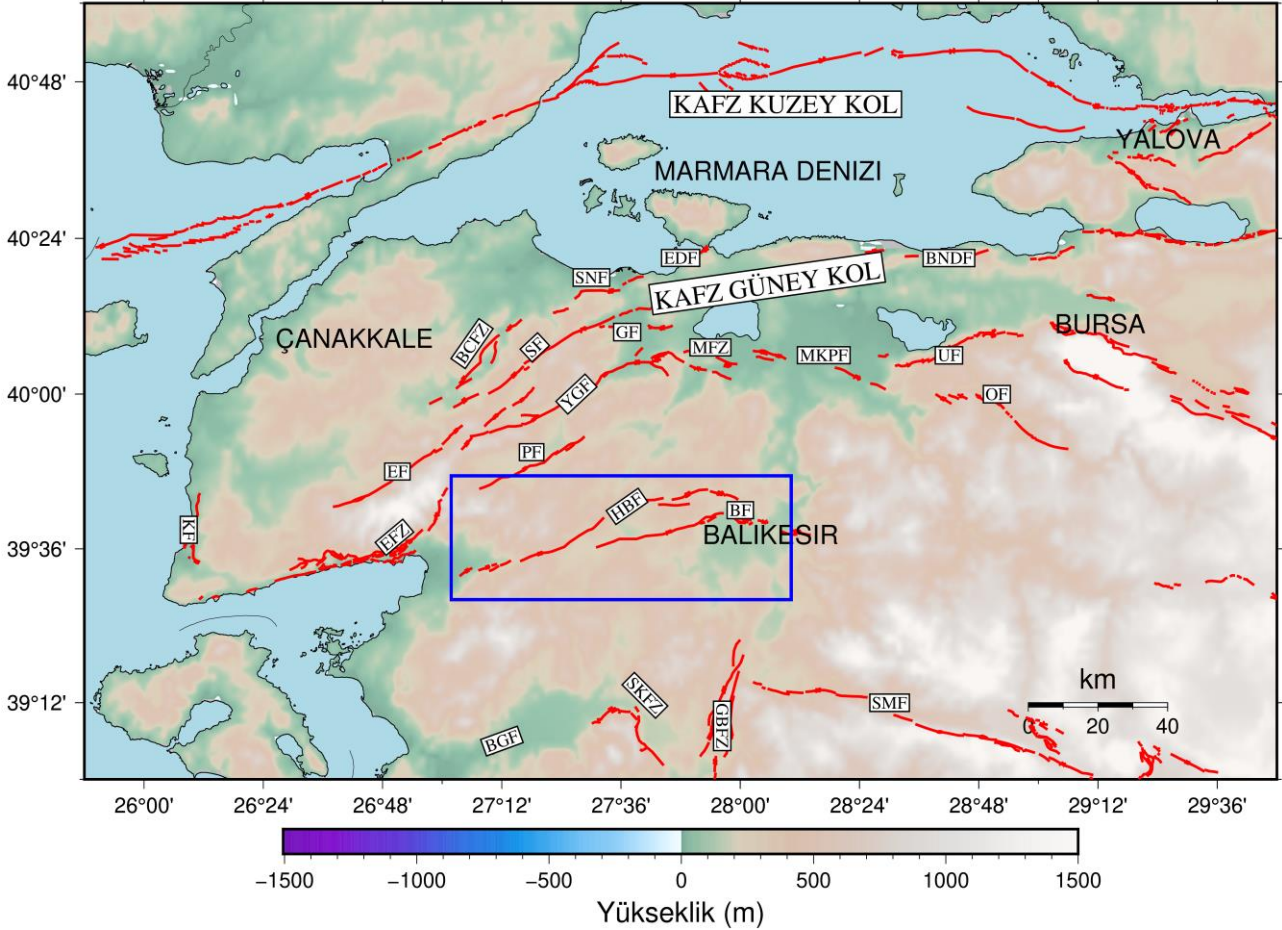 40°48'
KAFZ KUZEY KOL
YALOVA
MARMARA DENIZI
40°24'
EDF
BNDF
SNF
KAFZ GÜNEY KOL
ÇANAKKALE
BCFZ
SF
GF
MFZ
MKPF
UF
BURSA
40°00'
YGF
OF
PF
EF
HBF
BF
KF
EFZ
39°36'
BALIKESIR
39°12'
SKFZ
GBFZ
SMF
km
0 20 40
BGF
26°00' 26°24' 26°48' 27°12' 27°36' 28°00' 28°24' 28°48' 29°12' 29°36'
−1500 −1000 −500 0 500 1000 1500
Yükseklik (m)